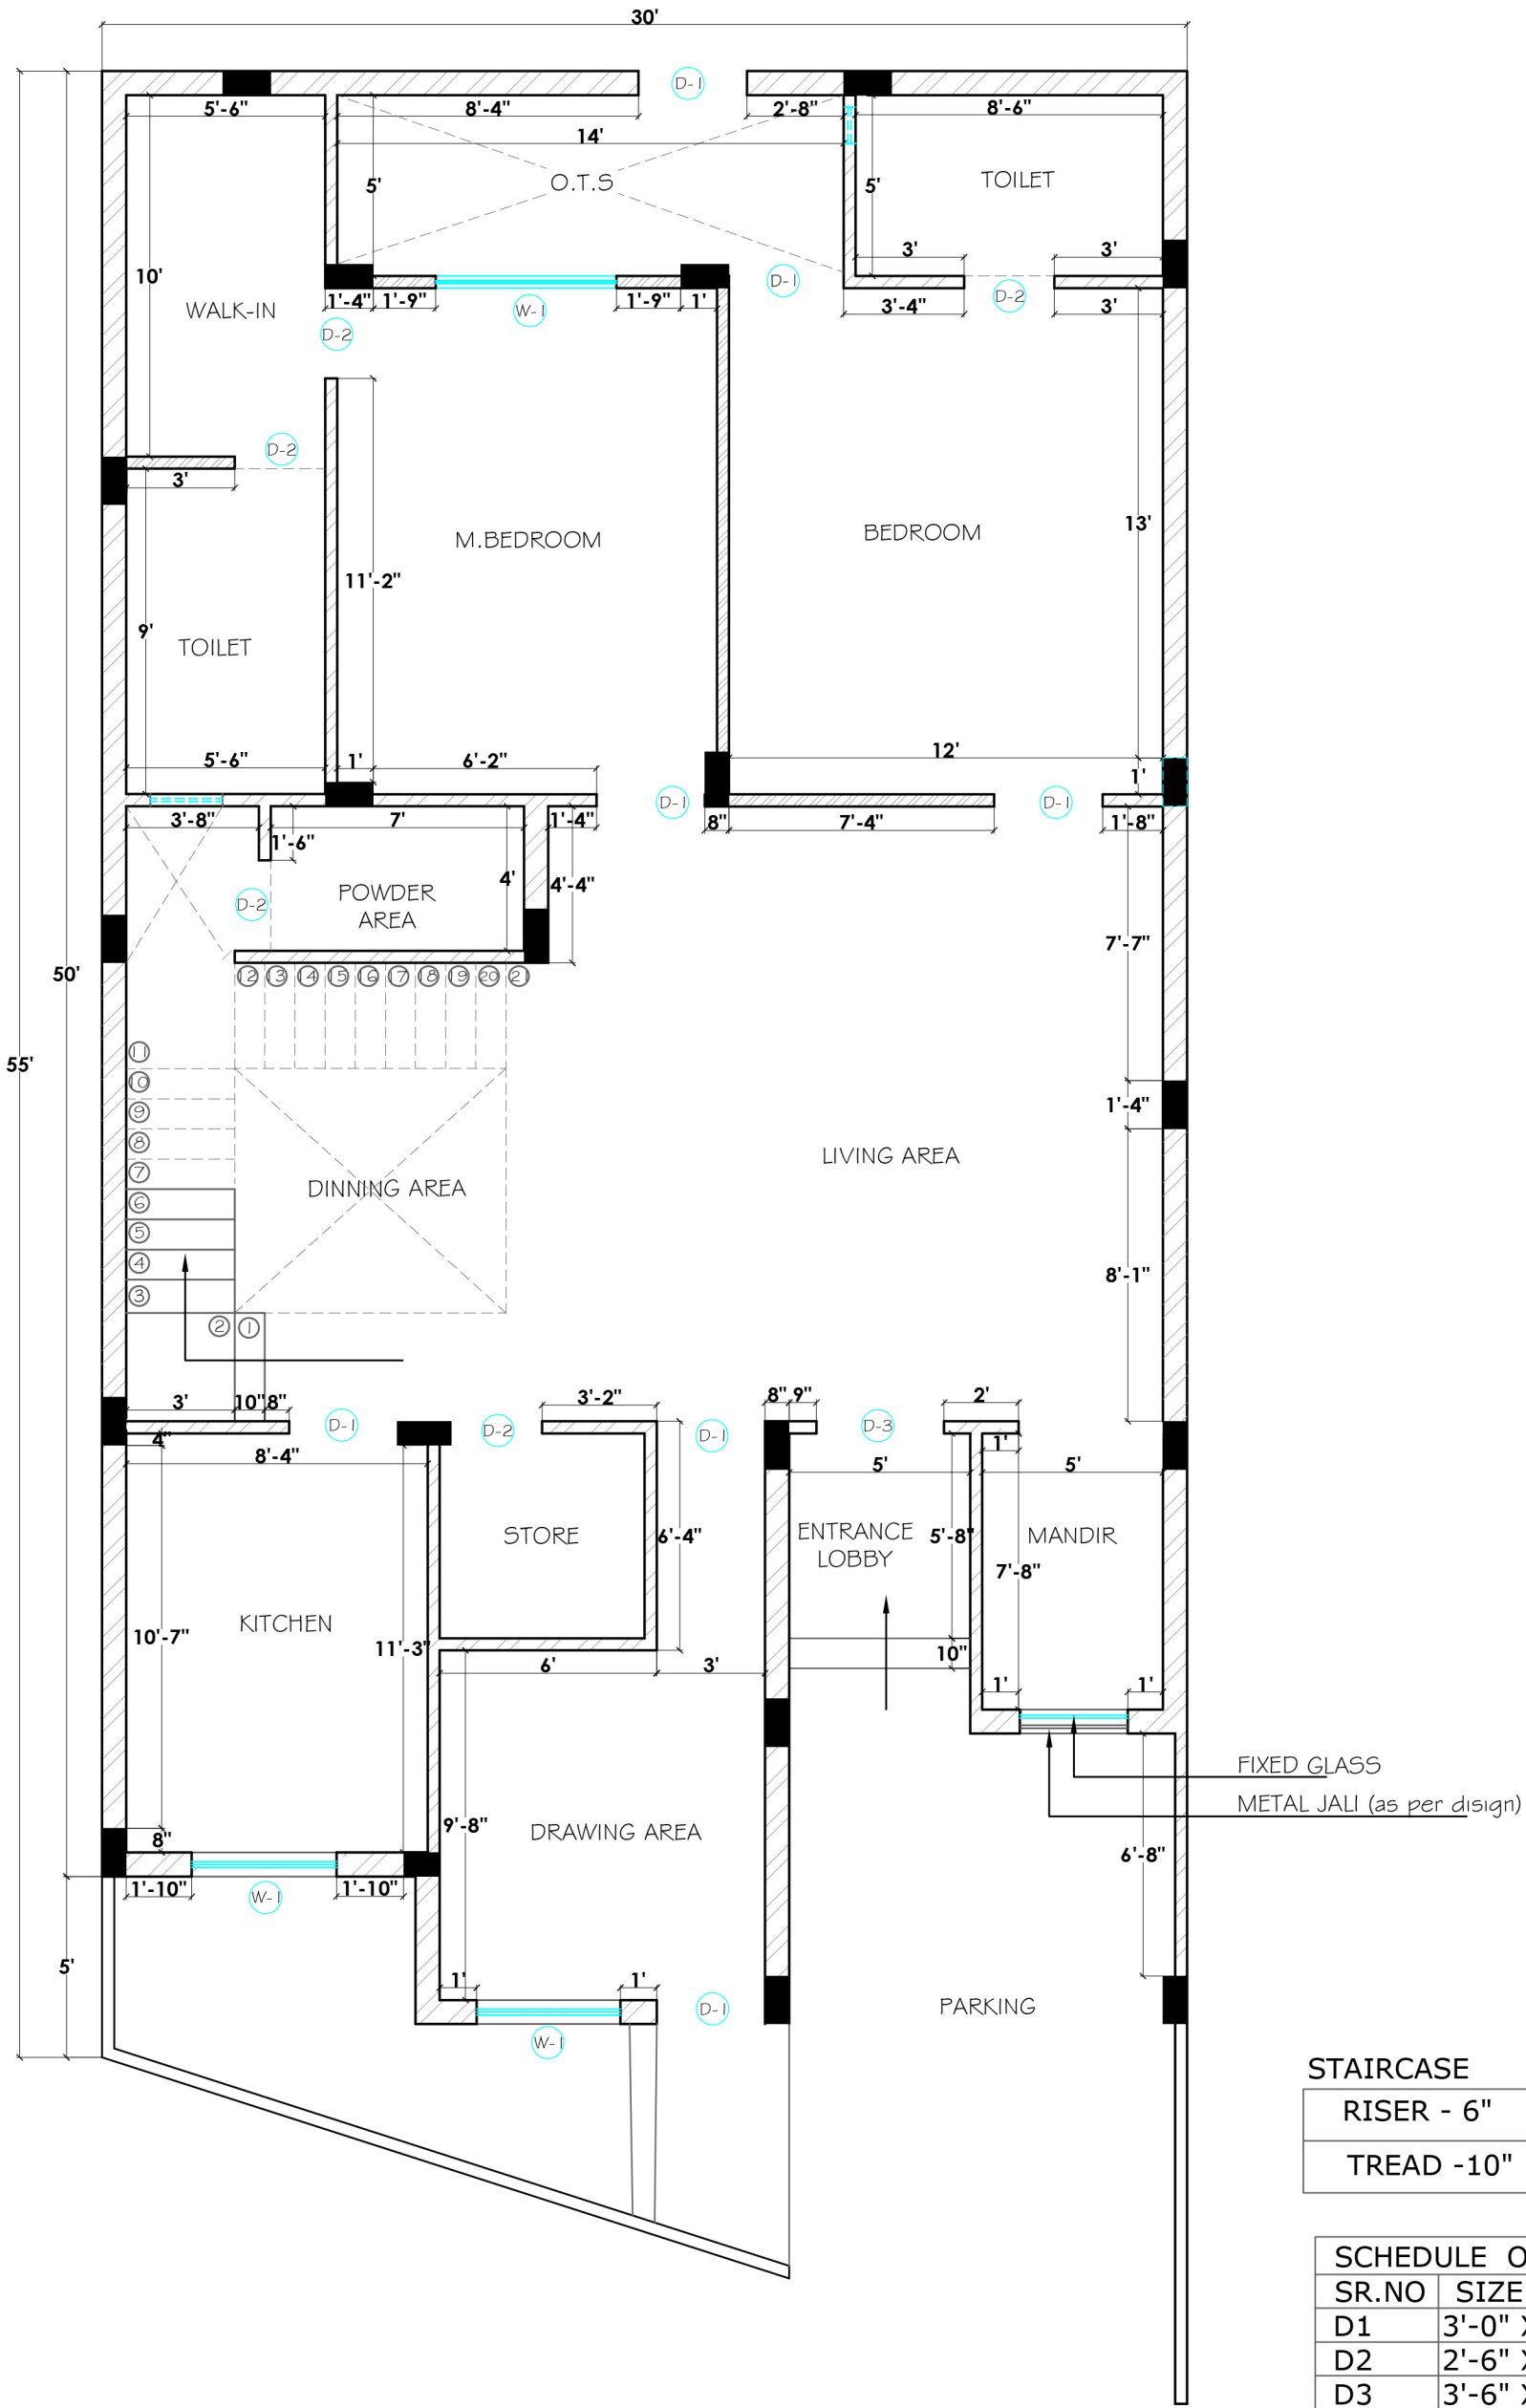 30'
D-1
5'-6"
8'-4"
2'-8"
8'-6"
14'
O.T.S
5'
5'
TOILET
3'
3'
10'
WALK-IN
1'-4"
1'-9"
W-1
1'-9"
1'
D-1
3'-4"
D-2
3'
D-2
D-2
3'
M.BEDROOM
BEDROOM
13'
11'-2"
9'
TOILET
5'-6"
1'
6'-2"
12'
1'
D-1
D-1
3'-8"
7'
1'-4"
8"
7'-4"
1'-8"
1'-6"
4'
4'-4"
POWDER
AREA
D-2
7'-7"
50'
12 13 14 15 16 17 18 19 20 21
55'
11
10
9
8
7
6
5
4
3
2
1
1'-4"
LIVING AREA
DINNING AREA
8'-1"
3'
10"
8"
D-1
D-2
3'-2"
D-1
8"
9"
D-3
2'
4"
8'-4"
5'
1'
5'
STORE
6'-4"
ENTRANCE
LOBBY
5'-8"
MANDIR
7'-8"
KITCHEN
10'-7"
11'-3"
10"
6'
3'
1'
1'
FIXED GLASS
METAL JALI (as per disign)
9'-8"
DRAWING AREA
8"
6'-8"
1'-10"
W-1
1'-10"
5'
1'
1'
D-1
PARKING
W-1
STAIRCASE
RISER - 6"
TREAD -10"
SCHEDULE O
SR.NO SIZE
D1 3'-0" X
D2 2'-6" X
D3 3'-6" X